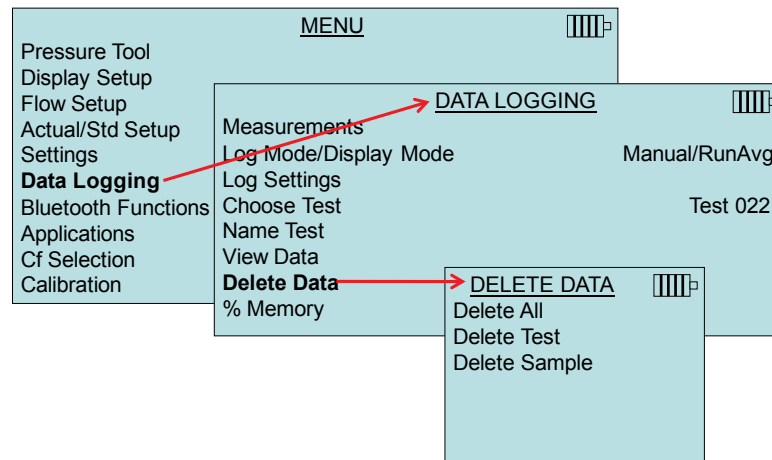 MENU
Pressure Tool
Display Setup
Flow Setup
Actual/Std Setup
Settings
Data Logging
Bluetooth Functions
Applications
Cf Selection
Calibration
DATA LOGGING
Measurements
Log Mode/Display Mode Manual/RunAvg
Log Settings
Choose Test Test 022
Name Test
View Data
Delete Data
% Memory
DELETE DATA
Delete All
Delete Test
Delete Sample